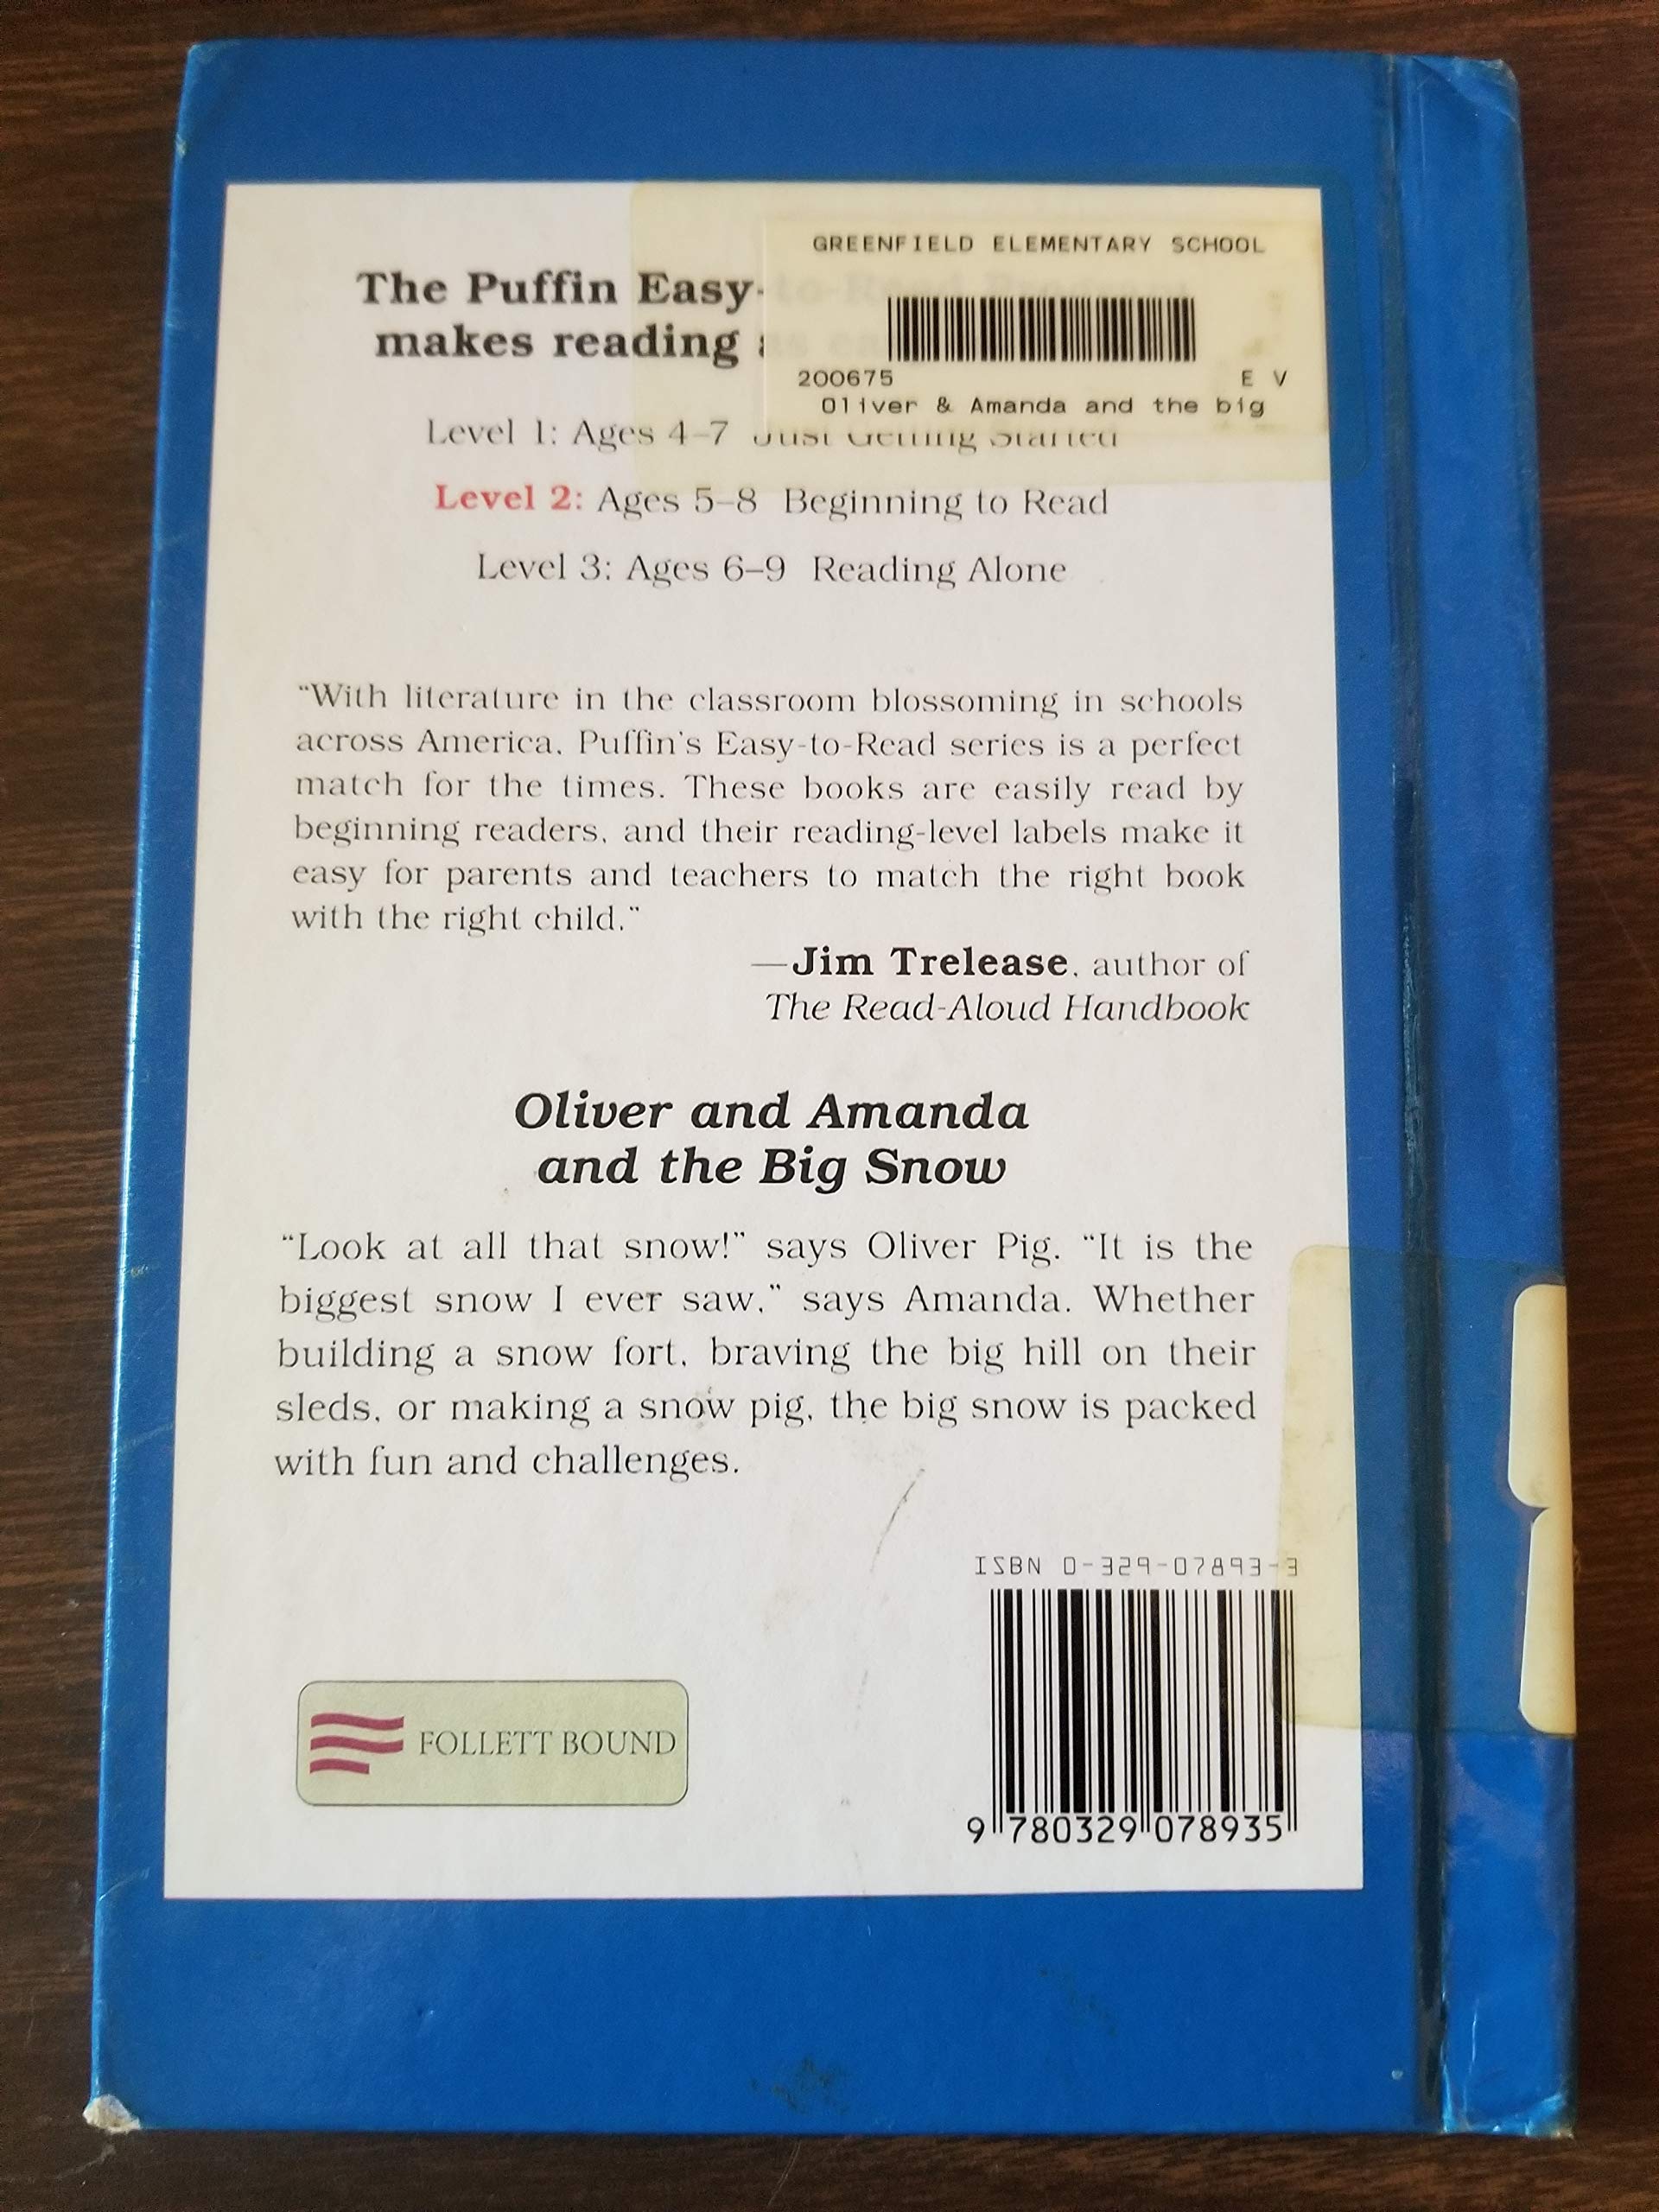 GREENFIELD ELEMENTARY SCHOOL
The Puffin Easy-
makes reading
200675 E V
Oliver & Amanda and the big
Level 1: Ages 4–7 Just Getting Started
Level 2: Ages 5–8 Beginning to Read
Level 3: Ages 6–9 Reading Alone
“With literature in the classroom blossoming in schools
across America, Puffin's Easy-to-Read series is a perfect
match for the times. These books are easily read by
beginning readers, and their reading-level labels make it
easy for parents and teachers to match the right book
with the right child.”
—Jim Trelease, author of
The Read-Aloud Handbook
Oliver and Amanda
and the Big Snow
“Look at all that snow!” says Oliver Pig. “It is the
biggest snow I ever saw,” says Amanda. Whether
building a snow fort, braving the big hill on their
sleds, or making a snow pig, the big snow is packed
with fun and challenges.
ISBN 0-329-07893-3
FOLLETT BOUND
9 780329 078935